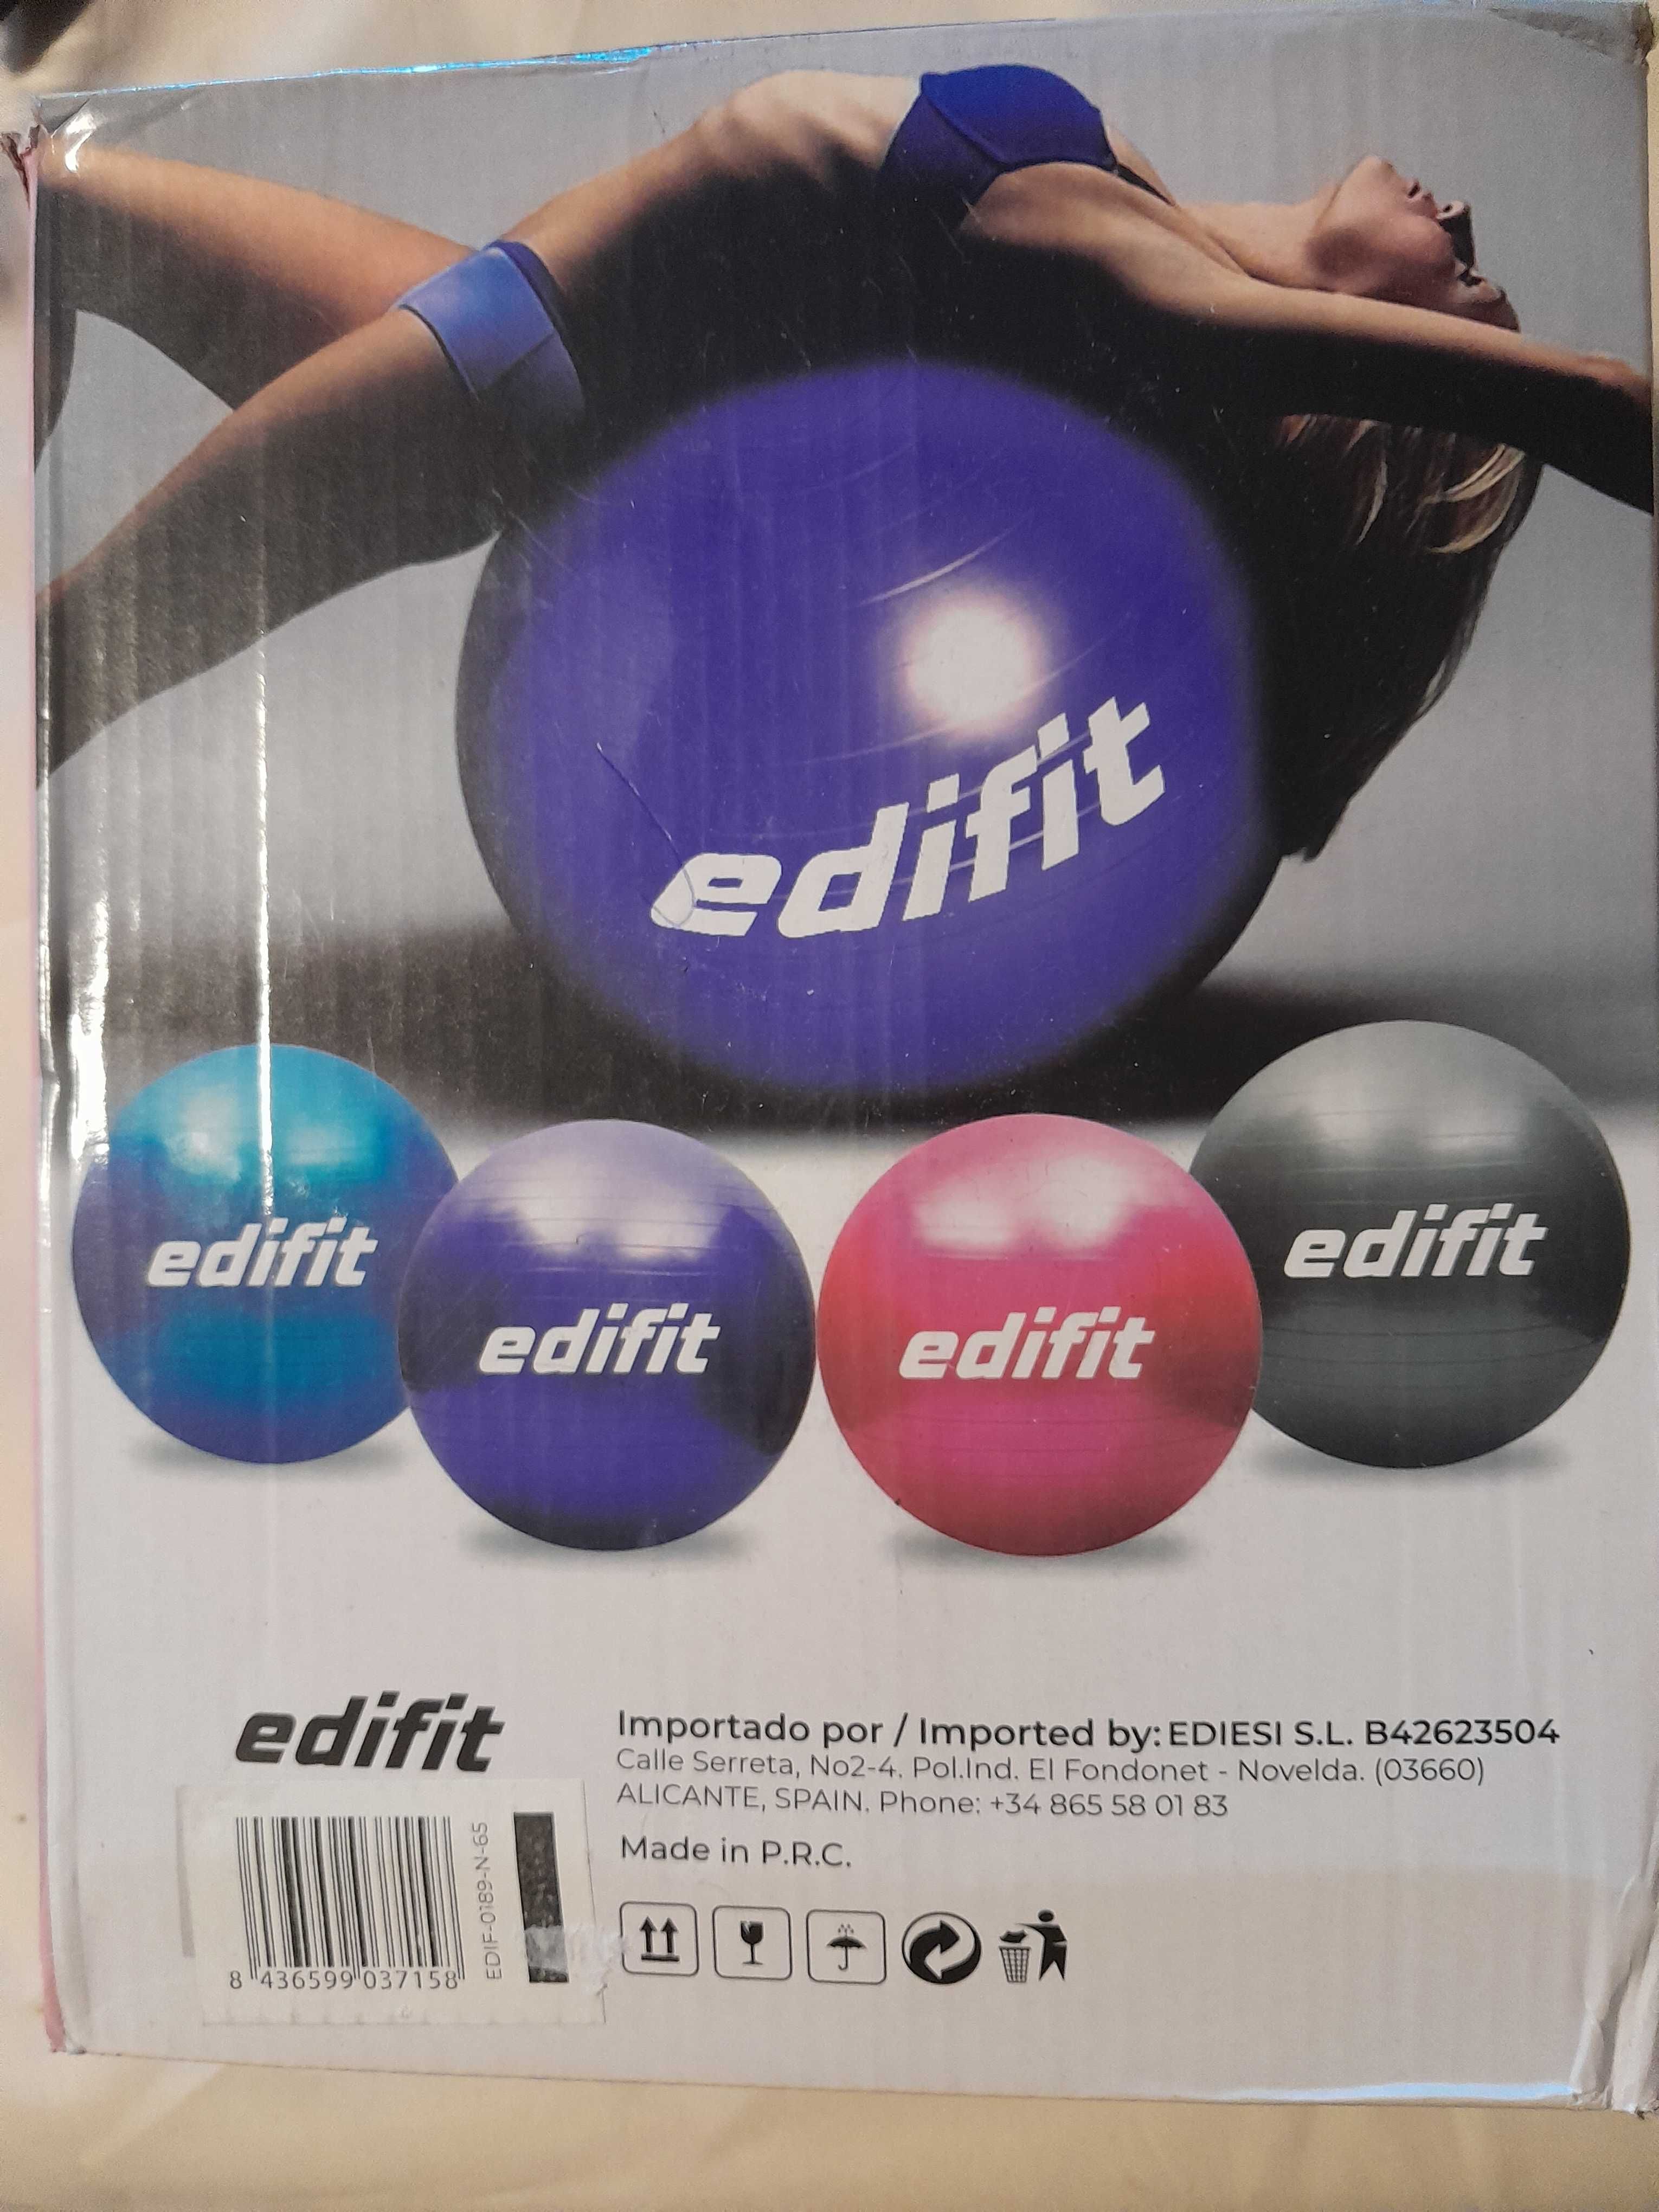 edifit
edifit
edifit
edifit
edifit
edifit
Importado por / Imported by: EDIESI S.L. B42623504
Calle Serreta, No2-4. Pol.Ind. El Fondonet - Novelda. (03660)
ALICANTE, SPAIN. Phone: +34 865 58 01 83
Made in P.R.C.
EDIF-0189-N-65
8 436599 037158